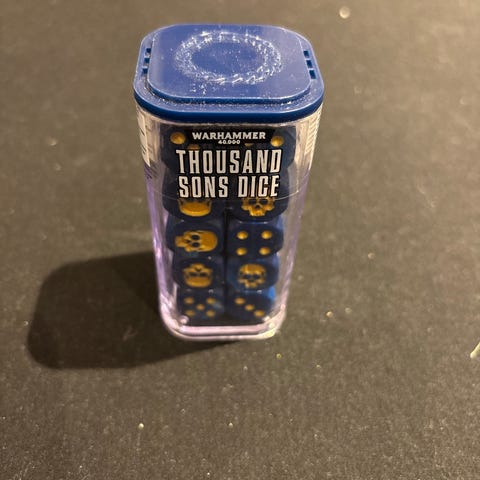 WARHAMMER
40,000
THOUSAND
SONS DICE